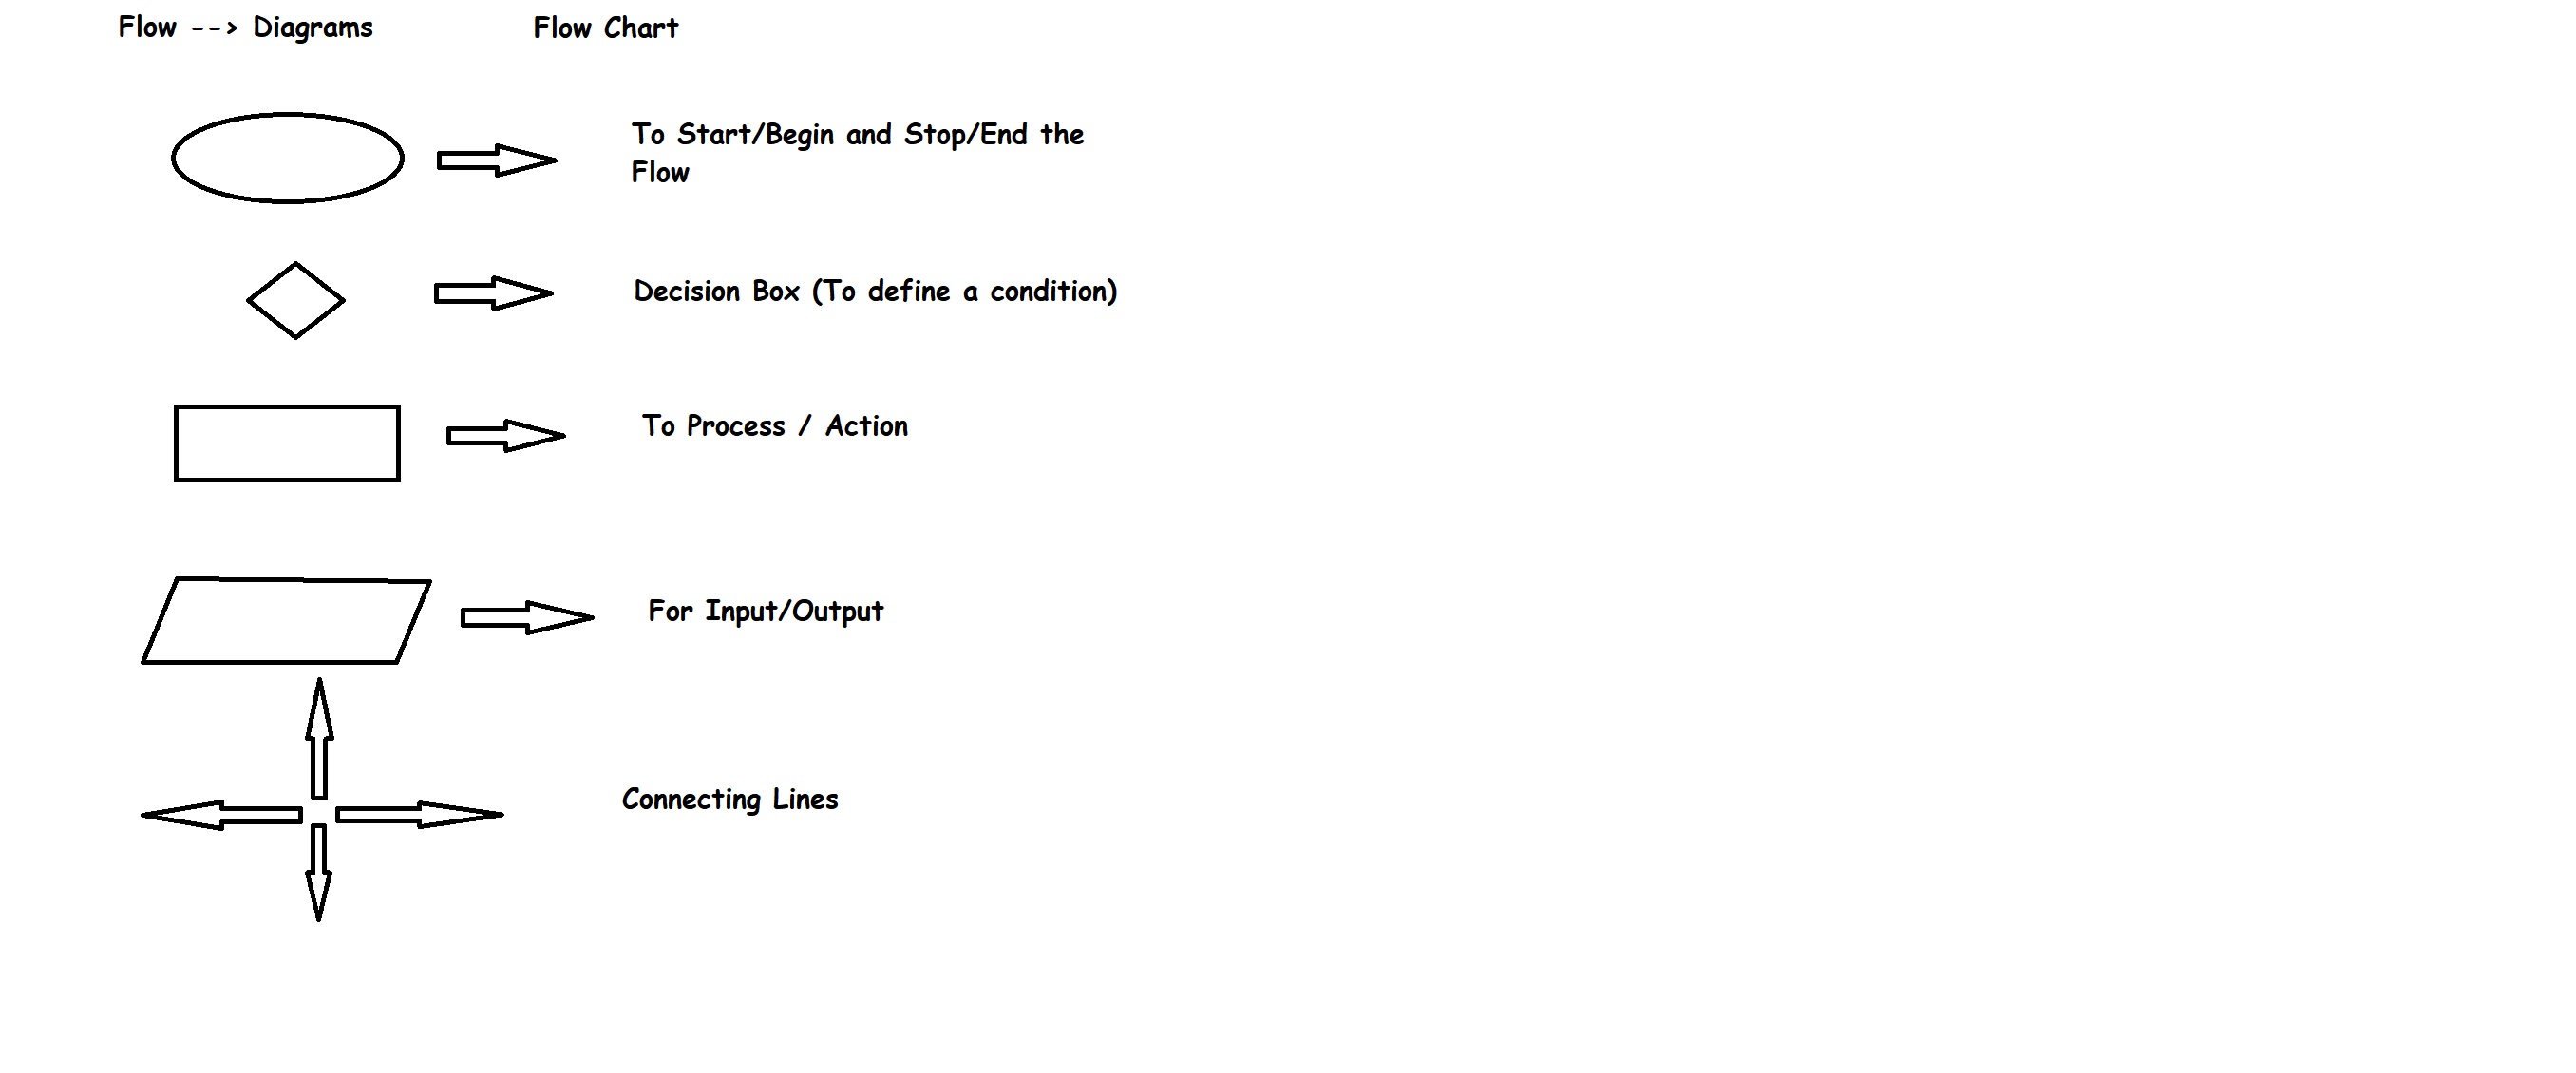 Flow --> Diagrams
Flow Chart
To Start/Begin and Stop/End the
Flow
Decision Box (To define a condition)
To Process / Action
For Input/Output
Connecting Lines